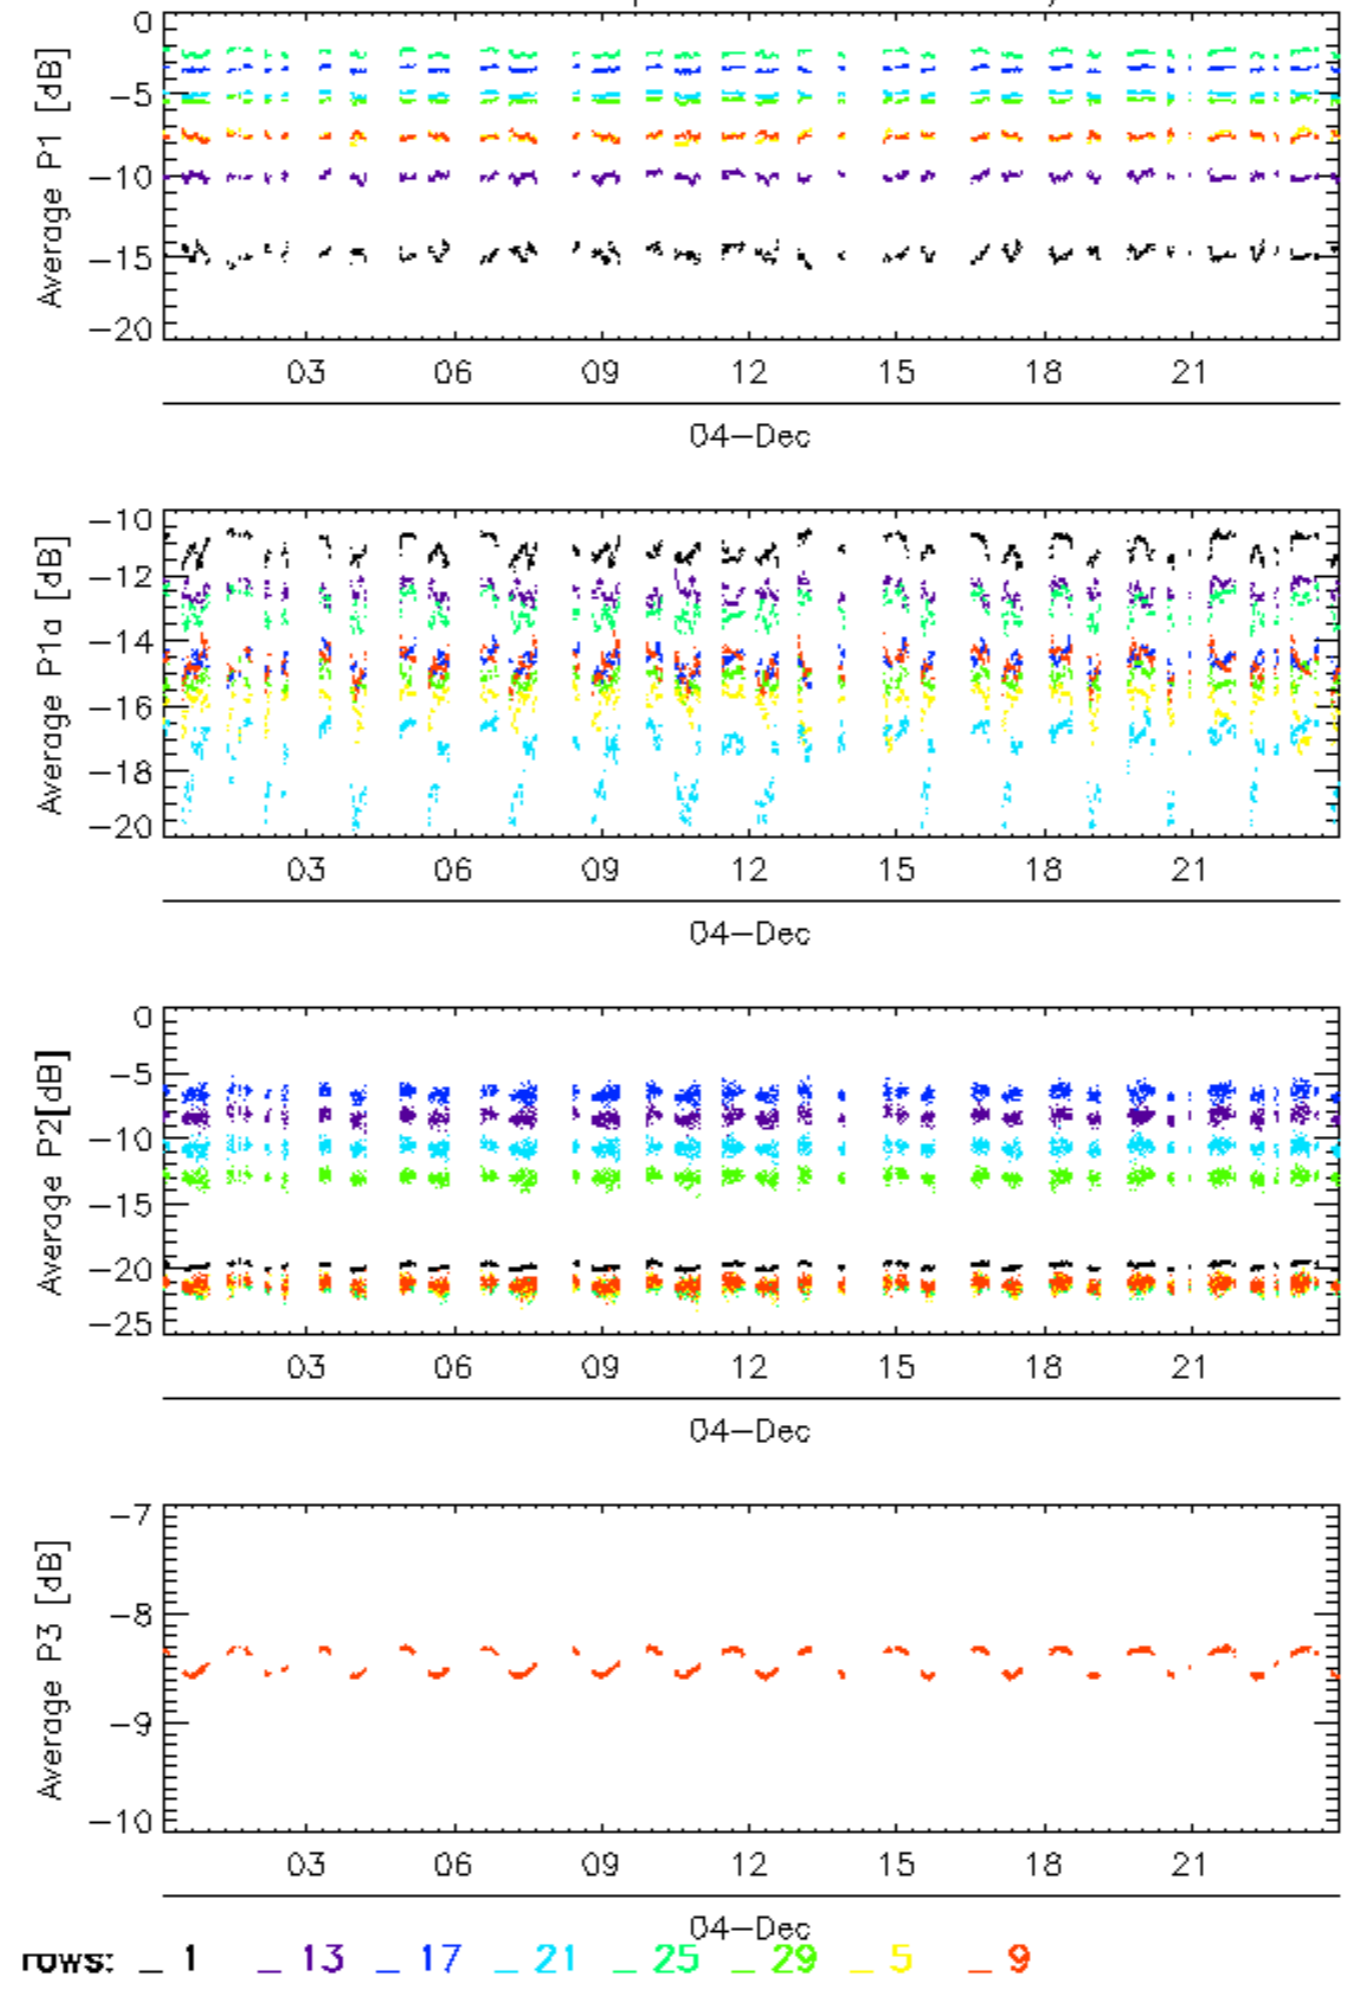 0
−5
−10
−15
−20
Average P1 [dB]
03 06 09 12 15 18 21
04−Dec
−10
−12
−14
−16
−18
−20
Average P1a [dB]
03 06 09 12 15 18 21
04−Dec
0
−5
−10
−15
−20
−25
Average P2[dB]
03 06 09 12 15 18 21
04−Dec
−7
−8
−9
−10
Average P3 [dB]
03 06 09 12 15 18 21
04−Dec
rows: _ 1 _ 13 _ 17 _ 21 _ 25 _ 29 _ 5 _ 9